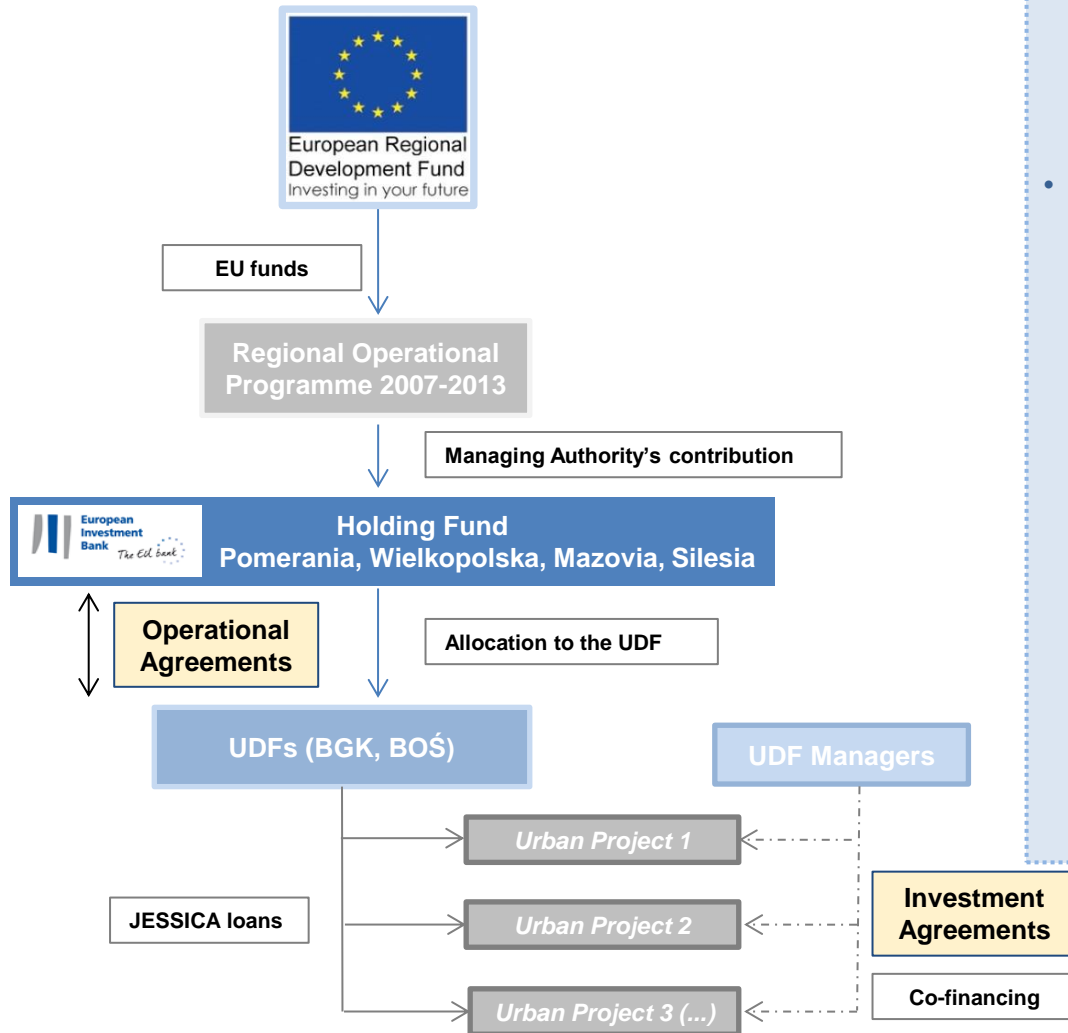 European Regional
Development Fund
Investing in your future
EU funds
Regional Operational
Programme 2007-2013
Managing Authority's contribution
European
Investment
Bank
The EU bank
Holding Fund
Pomerania, Wielkopolska, Mazovia, Silesia
Operational
Agreements
Allocation to the UDF
UDFs (BGK, BOŚ)
UDF Managers
Urban Project 1
JESSICA loans
Urban Project 2
Investment
Agreements
Urban Project 3 (...)
Co-financing